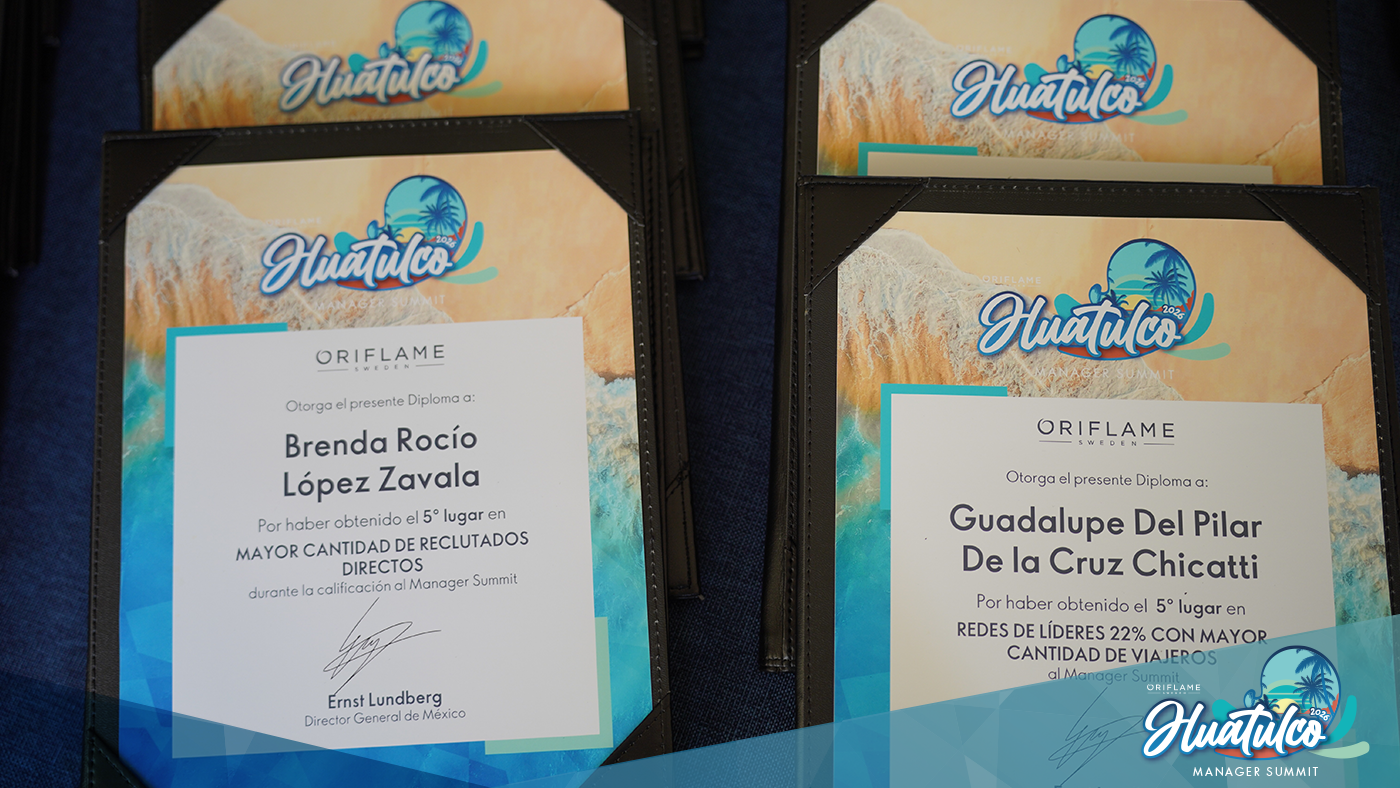 Huatulco
ORIFLAME
Huatulco
2026
MANAGER SUMMIT
ORIFLAME
Huatulco
2026
MANAGER SUMMIT
ORIFLAME
SWEDEN
Otorga el presente Diploma a:
Brenda Rocío
López Zavala
Por haber obtenido el 5° lugar en
MAYOR CANTIDAD DE RECLUTADOS
DIRECTOS
durante la calificación al Manager Summit
Ernst Lundberg
Director General de México
ORIFLAME
Huatulco
2026
MANAGER SUMMIT
ORIFLAME
SWEDEN
Otorga el presente Diploma a:
Guadalupe Del Pilar
De la Cruz Chicatti
Por haber obtenido el 5° lugar en
REDES DE LÍDERES 22% CON MAYOR
CANTIDAD DE VIAJEROS
al Manager Summit
ORIFLAME
Huatulco
2026
MANAGER SUMMIT